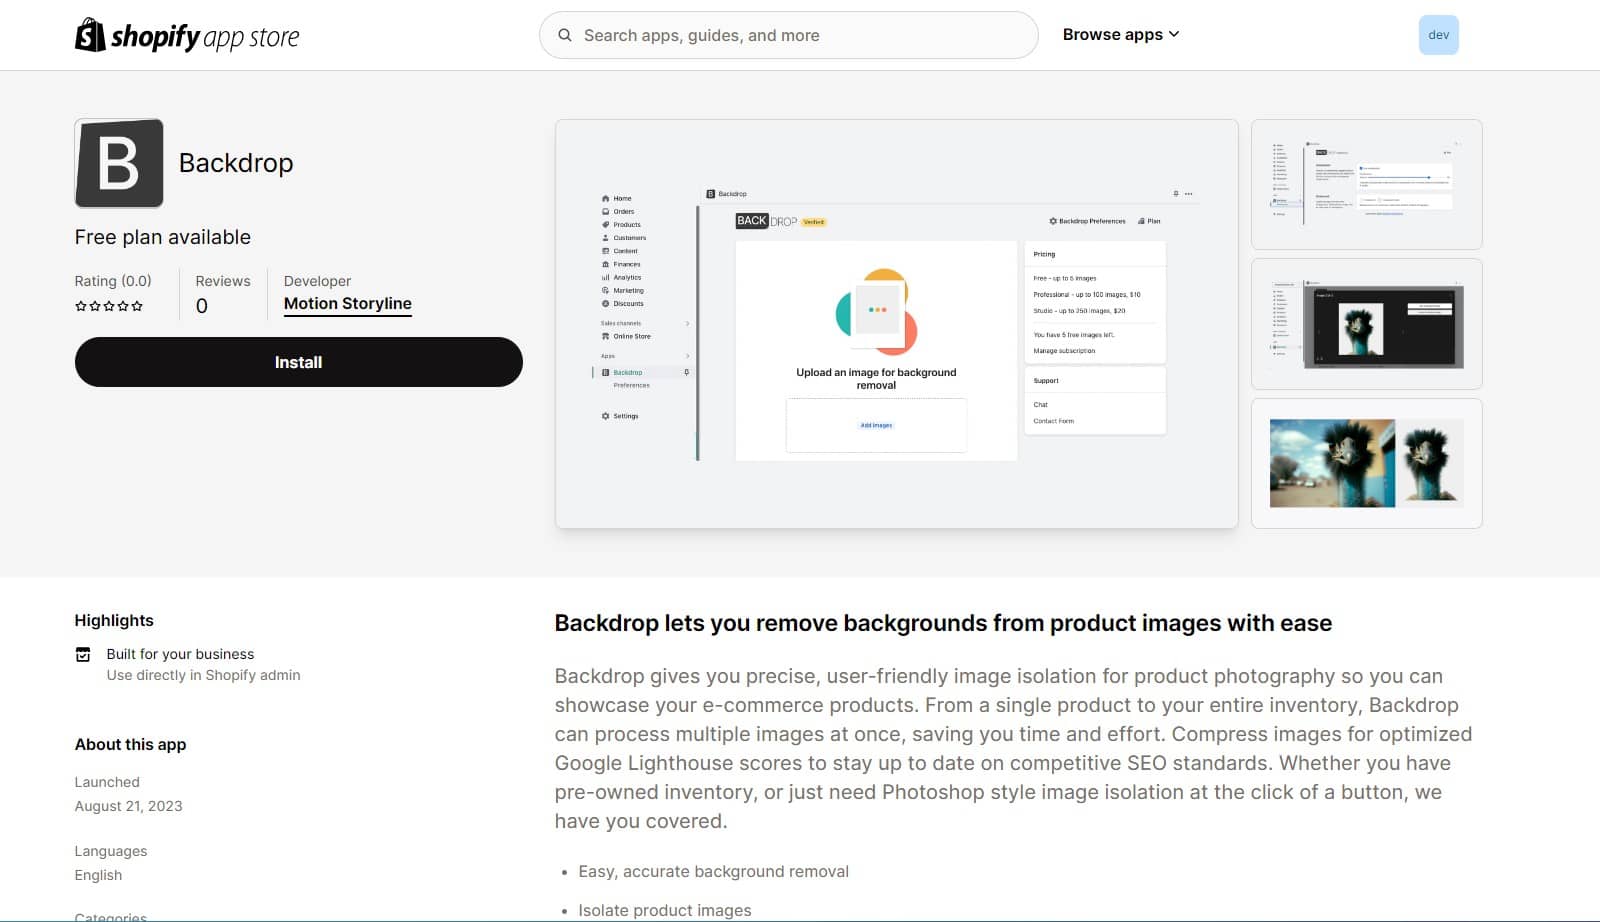 shopify app store
Search apps, guides, and more
Browse apps
dev
B
Backdrop
Free plan available
Rating (0.0)
Reviews
0
Developer
Motion Storyline
Install
Home
Orders
Products
Customers
Content
Finances
Analytics
Marketing
Discounts
Sales channels
Online Store
Apps
Backdrop
Preferences
Settings
B Backdrop
BACKDROP Verified
Backdrop Preferences
Plan
Upload an image for background
removal
Add images
Pricing
Free - up to 5 images
Professional - up to 100 images, $10
Studio - up to 250 images, $20
You have 5 free images left.
Manage subscription
Support
Chat
Contact Form
Highlights
Built for your business
Use directly in Shopify admin
About this app
Launched
August 21, 2023
Languages
English
Categories
Backdrop lets you remove backgrounds from product images with ease
Backdrop gives you precise, user-friendly image isolation for product photography so you can
showcase your e-commerce products. From a single product to your entire inventory, Backdrop
can process multiple images at once, saving you time and effort. Compress images for optimized
Google Lighthouse scores to stay up to date on competitive SEO standards. Whether you have
pre-owned inventory, or just need Photoshop style image isolation at the click of a button, we
have you covered.
• Easy, accurate background removal
• Isolate product images